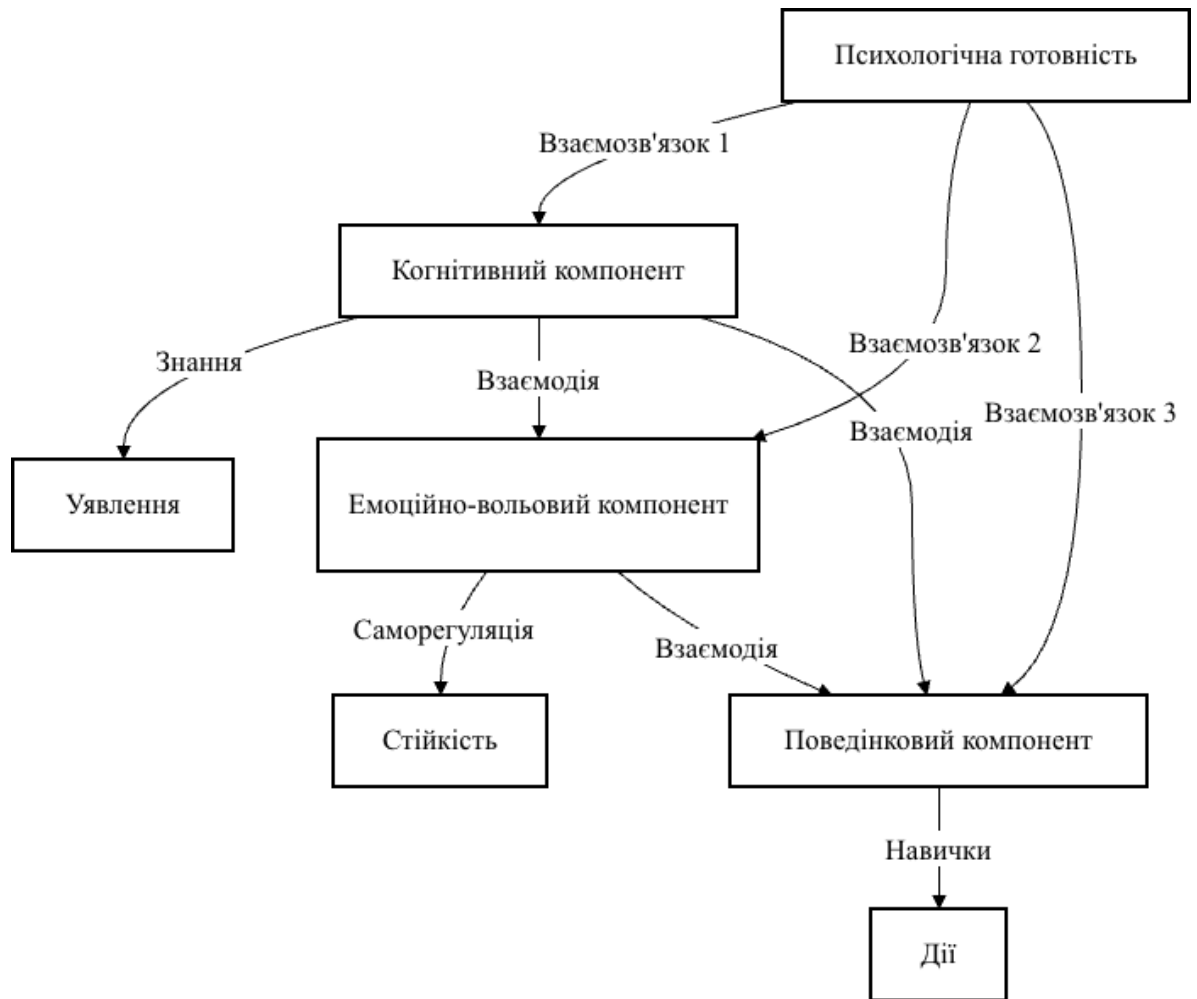 Психологічна готовність
Взаємозв'язок 1
Когнітивний компонент
Знання
Взаємодія
Взаємозв'язок 2
Взаємодія
Взаємозв'язок 3
Уявлення
Емоційно-вольовий компонент
Саморегуляція
Взаємодія
Стійкість
Поведінковий компонент
Навички
Дії